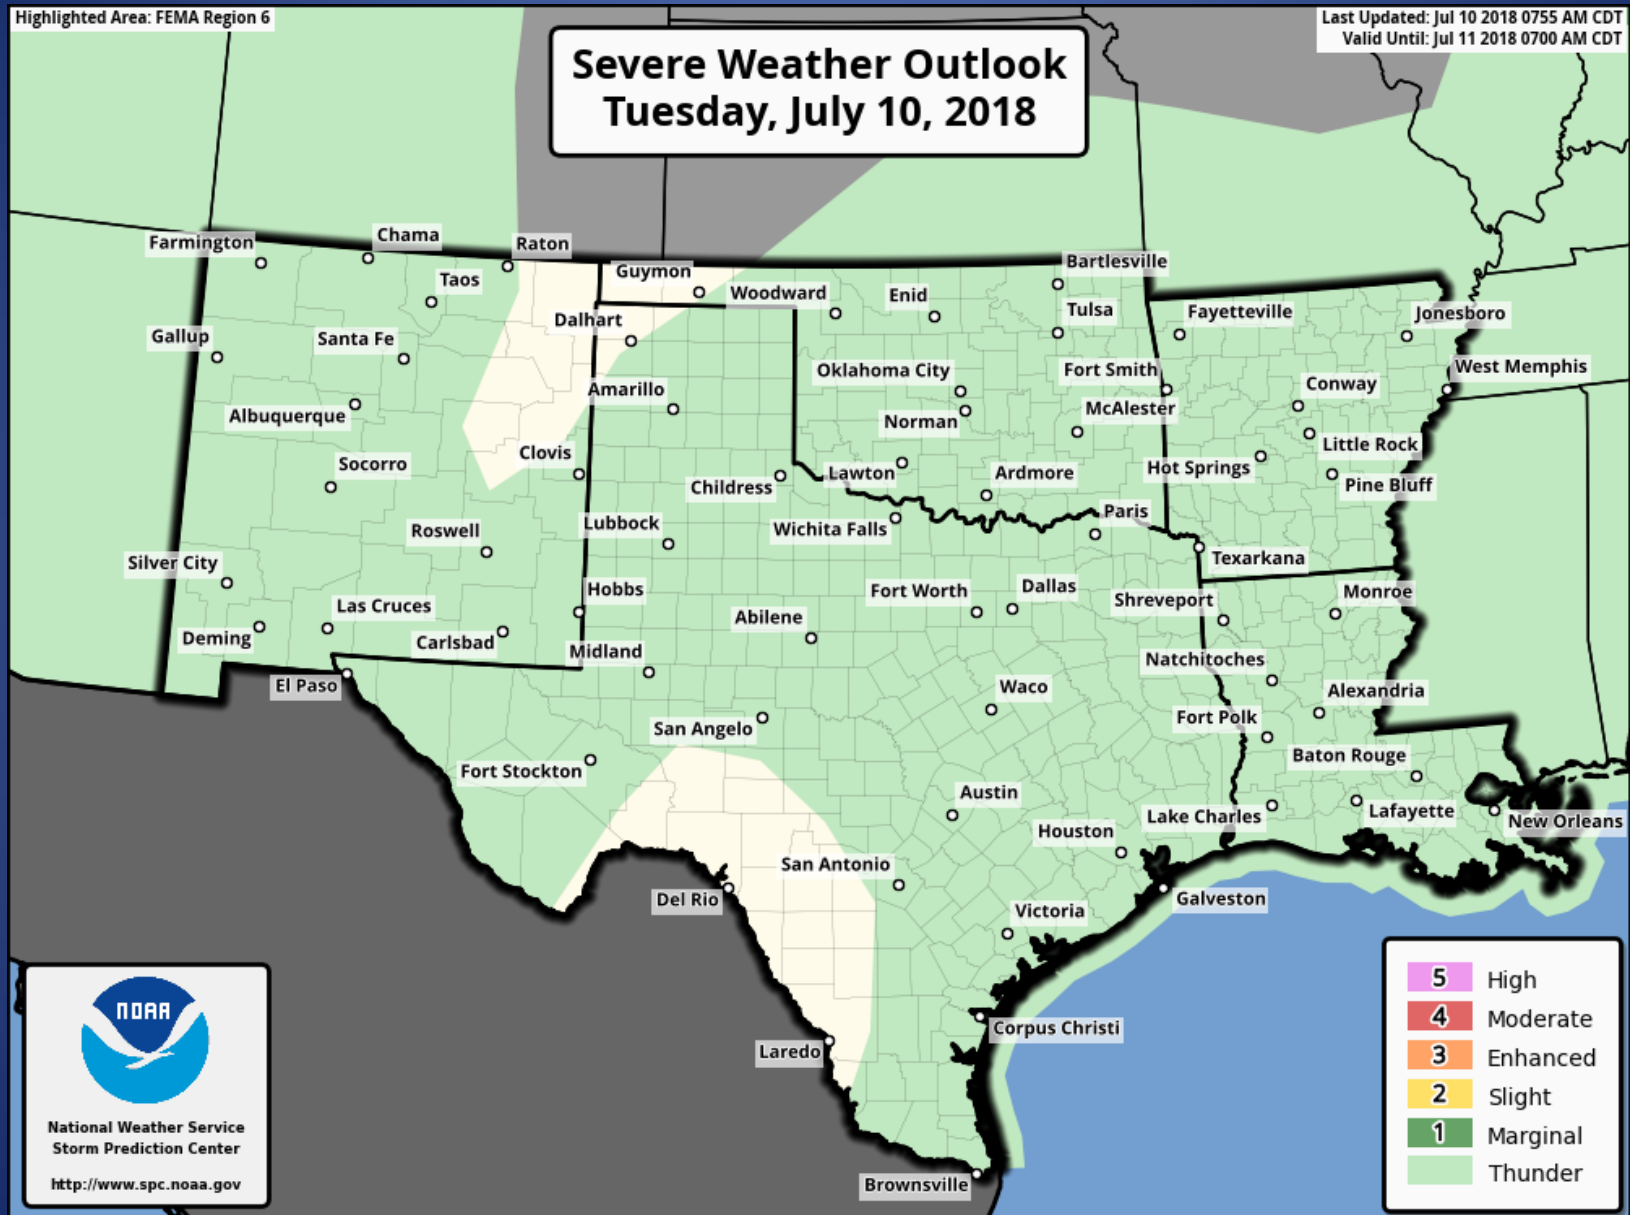 Highlighted Area: FEMA Region 6
Last Updated: Jul 10 2018 0755 AM CDT
Valid Until: Jul 11 2018 0700 AM CDT
Severe Weather Outlook
Tuesday, July 10, 2018
Farmington
Chama
Raton
Taos
Guymon
Woodward
Enid
Bartlesville
Tulsa
Fayetteville
Jonesboro
Gallup
Santa Fe
Dalhart
Oklahoma City
Fort Smith
West Memphis
Conway
Amarillo
Albuquerque
Norman
McAlester
Little Rock
Clovis
Socorro
Childress
Lawton
Ardmore
Hot Springs
Pine Bluff
Roswell
Lubbock
Wichita Falls
Paris
Texarkana
Silver City
Hobbs
Las Cruces
Fort Worth
Dallas
Shreveport
Monroe
Deming
Carlsbad
Midland
Abilene
Natchitoches
El Paso
San Angelo
Waco
Alexandria
Fort Polk
Baton Rouge
Fort Stockton
Austin
Houston
Lake Charles
Lafayette
New Orleans
San Antonio
Del Rio
Victoria
Galveston
Corpus Christi
Laredo
Brownsville
NOAA
National Weather Service
Storm Prediction Center
http://www.spc.noaa.gov
5 High
4 Moderate
3 Enhanced
2 Slight
1 Marginal
Thunder